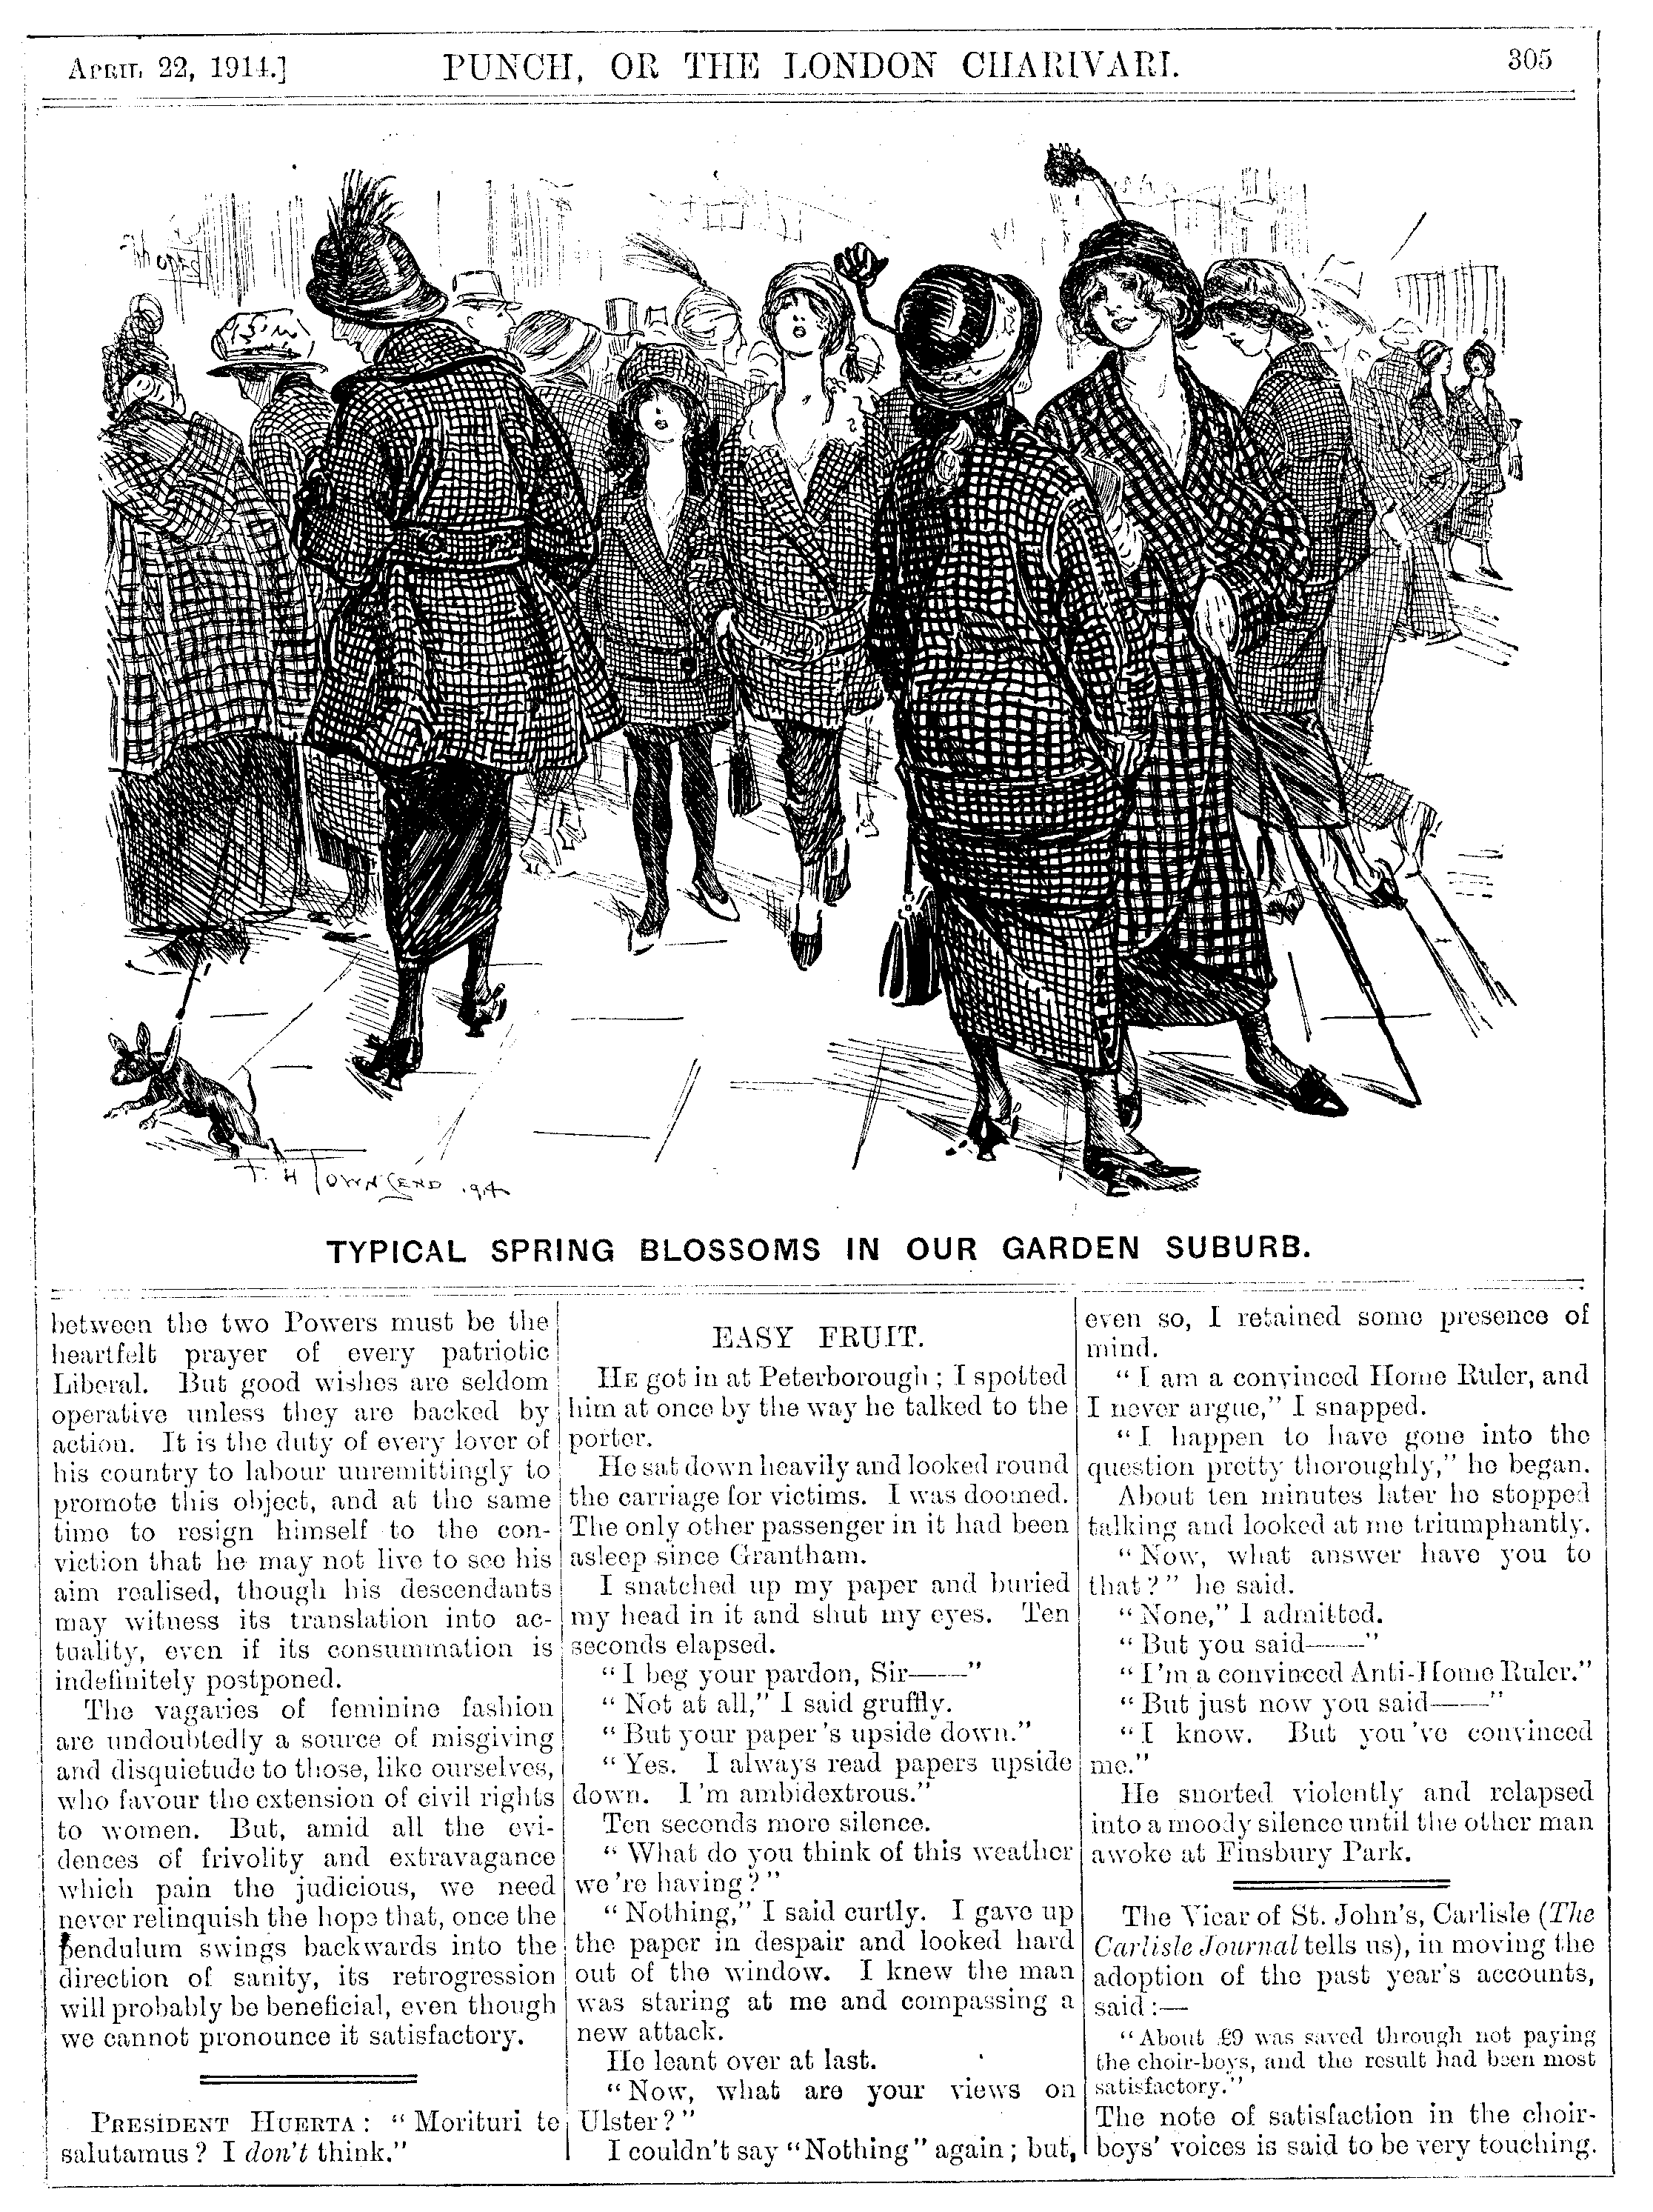 April 22, 1914.]
PUNCH, OR THE LONDON CHARIVARI.
305
F. H. TOWNSEND 1914
TYPICAL SPRING BLOSSOMS IN OUR GARDEN SUBURB.
between the two Powers must be the
heartfelt prayer of every patriotic
Liberal. But good wishes are seldom
operative unless they are backed by
action. It is the duty of every lover of
his country to labour unremittingly to
promote this object, and at the same
time to resign himself to the con-
viction that he may not live to see his
aim realised, though his descendants
may witness its translation into ac-
tuality, even if its consummation is
indefinitely postponed.
The vagaries of feminine fashion
are undoubtedly a source of misgiving
and disquietude to those, like ourselves,
who favour the extension of civil rights
to women. But, amid all the evi-
dences of frivolity and extravagance
which pain the judicious, we need
never relinquish the hope that, once the
pendulum swings backwards into the
direction of sanity, its retrogression
will probably be beneficial, even though
we cannot pronounce it satisfactory.
President Huerta: "Morituri te
salutamus? I don't think."
EASY FRUIT.
He got in at Peterborough; I spotted
him at once by the way he talked to the
porter.
He sat down heavily and looked round
the carriage for victims. I was doomed.
The only other passenger in it had been
asleep since Grantham.
I snatched up my paper and buried
my head in it and shut my eyes. Ten
seconds elapsed.
"I beg your pardon, Sir——"
"Not at all," I said gruffly.
"But your paper's upside down."
"Yes. I always read papers upside
down. I'm ambidextrous."
Ten seconds more silence.
"What do you think of this weather
we're having?"
"Nothing," I said curtly. I gave up
the paper in despair and looked hard
out of the window. I knew the man
was staring at me and compassing a
new attack.
He leant over at last.
"Now, what are your views on
Ulster?"
I couldn't say "Nothing" again; but,
even so, I retained some presence of
mind.
"I am a convinced Home Ruler, and
I never argue," I snapped.
"I happen to have gone into the
question pretty thoroughly," he began.
About ten minutes later he stopped
talking and looked at me triumphantly.
"Now, what answer have you to
that?" he said.
"None," I admitted.
"But you said——"
"I'm a convinced Anti-Home Ruler."
"But just now you said——"
"I know. But you've convinced
me."
He snorted violently and relapsed
into a moody silence until the other man
awoke at Finsbury Park.
The Vicar of St. John's, Carlisle (The
Carlisle Journal tells us), in moving the
adoption of the past year's accounts,
said:—
"About £9 was saved through not paying
the choir-boys, and the result had been most
satisfactory."
The note of satisfaction in the choir-
boys' voices is said to be very touching.